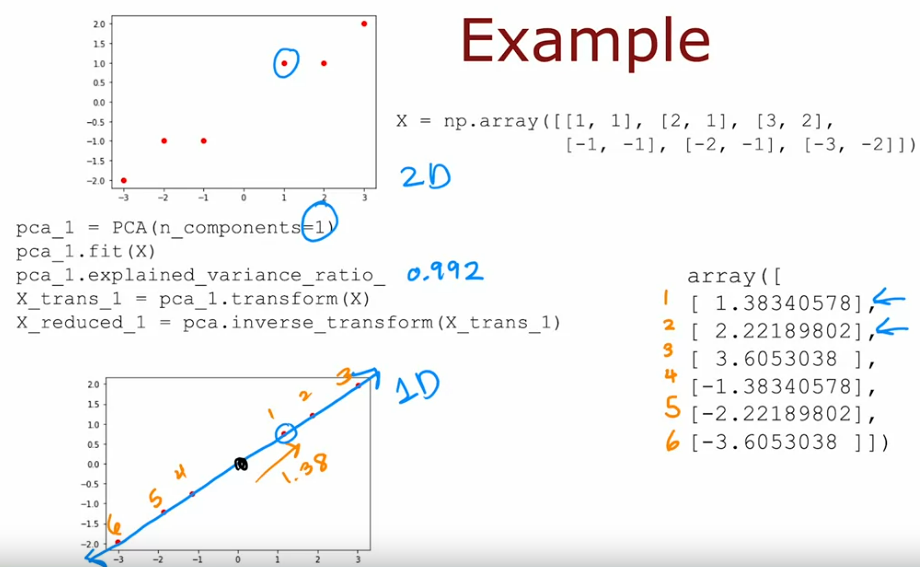 Example
2.0
1.5
1.0
0.5
0.0
-0.5
-1.0
-1.5
-2.0
-3 -2 -1 0 1 2 3
X = np.array([[1, 1], [2, 1], [3, 2],
[-1, -1], [-2, -1], [-3, -2]])
2D
pca_1 = PCA(n_components=1)
pca_1.fit(X)
pca_1.explained_variance_ratio_ 0.992
X_trans_1 = pca_1.transform(X)
X_reduced_1 = pca.inverse_transform(X_trans_1)
array([
1 [ 1.38340578],
2 [ 2.22189802],
3 [ 3.6053038 ],
4 [-1.38340578],
5 [-2.22189802],
6 [-3.6053038 ]])
1D
2.0
1.5
1.0
0.5
0.0
-0.5
-1.0
-1.5
-2.0
-3 -2 -1 0 1 2 3
3
2
1
1.38
4
5
6